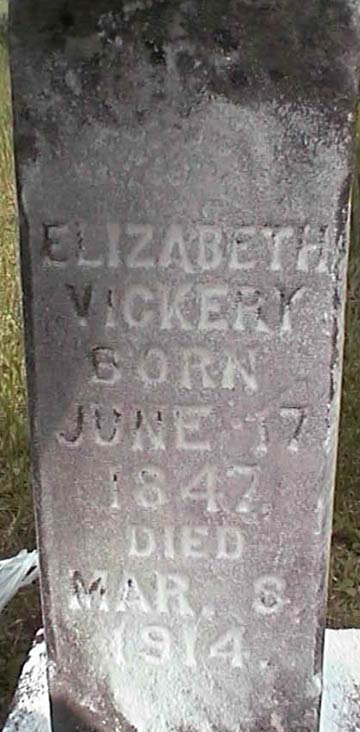 ELIZABETH
VICKERY
BORN
JUNE 17
1847.
DIED
MAR. 8.
1914.